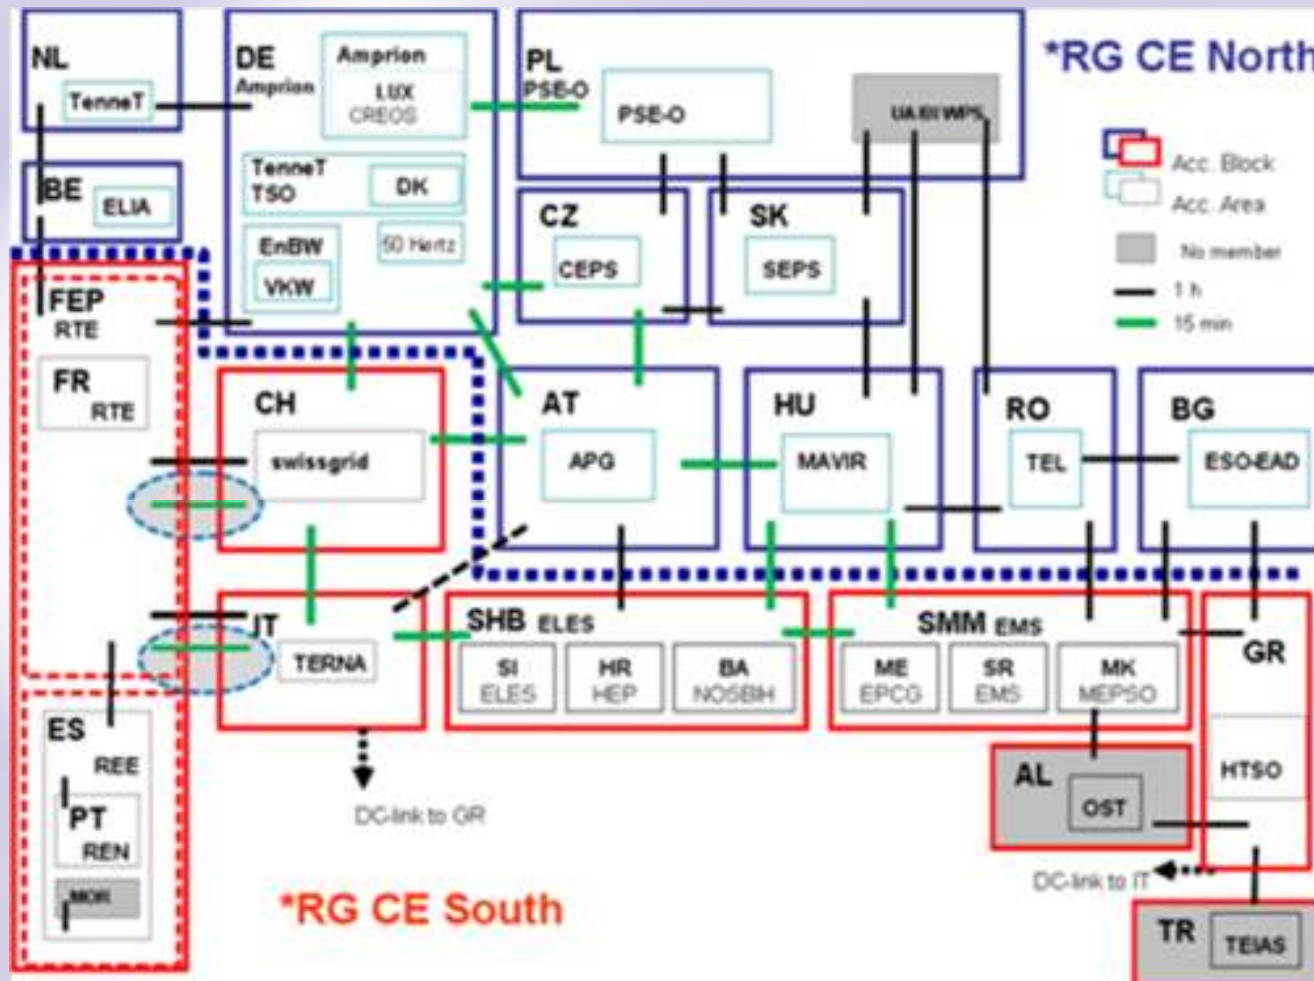 NL
TenneT
BE
ELIA
DE
Amprion
Amprion
LUX
CREOS
TenneT
TSO
DK
EnBW
VKW
50 Hertz
PL
PSE-O
PSE-O
*RG CE North
Acc. Block
Acc. Area
No member
1 h
15 min
CZ
CEPS
SK
SEPS
FEP
RTE
FR
RTE
CH
swissgrid
AT
APG
HU
MAVIR
RO
TEL
BG
ESO-EAD
IT
TERNA
SHB ELES
SI
ELES
HR
HEP
BA
NOSBIH
SMM EMS
ME
EPCG
SR
EMS
MK
MEPSO
GR
HTSO
ES
REE
PT
REN
MOR
DC-link to GR
AL
OST
DC-link to IT
TR
TEIAS
*RG CE South